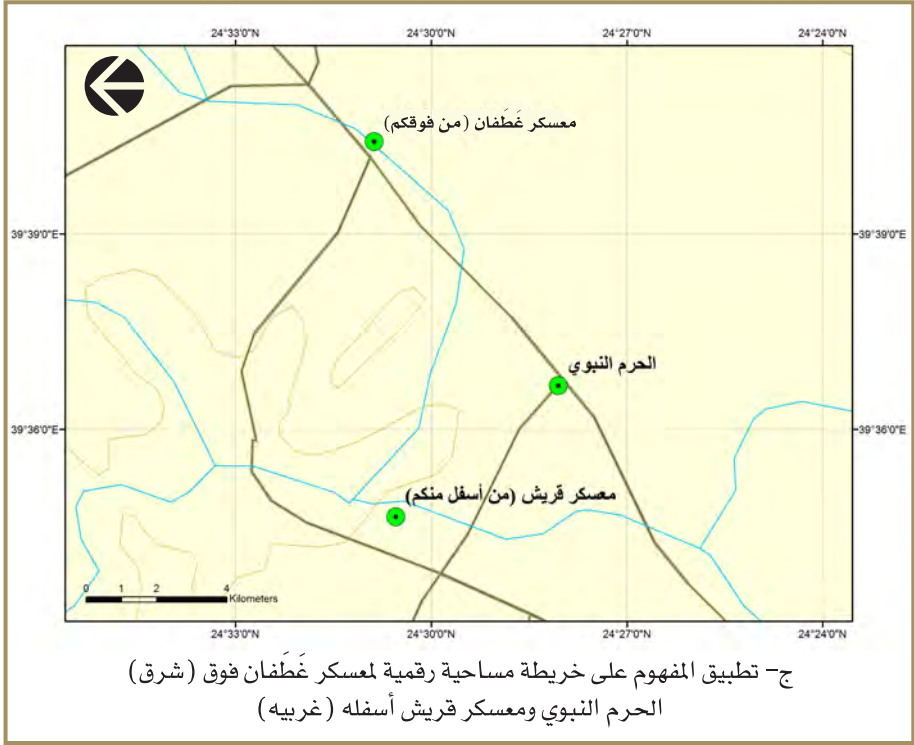 24°33'0"N 24°30'0"N 24°27'0"N 24°24'0"N
معسكر غَطَفان (من فوقكم)
39°39'0"E 39°39'0"E
الحرم النبوي
39°36'0"E 39°36'0"E
معسكر قريش (من أسفل منكم)
0 1 2 4
Kilometers
24°33'0"N 24°30'0"N 24°27'0"N 24°24'0"N
ج- تطبيق المفهوم على خريطة مساحية رقمية لمعسكر غَطَفان فوق (شرق)
الحرم النبوي ومعسكر قريش أسفله (غربيه)